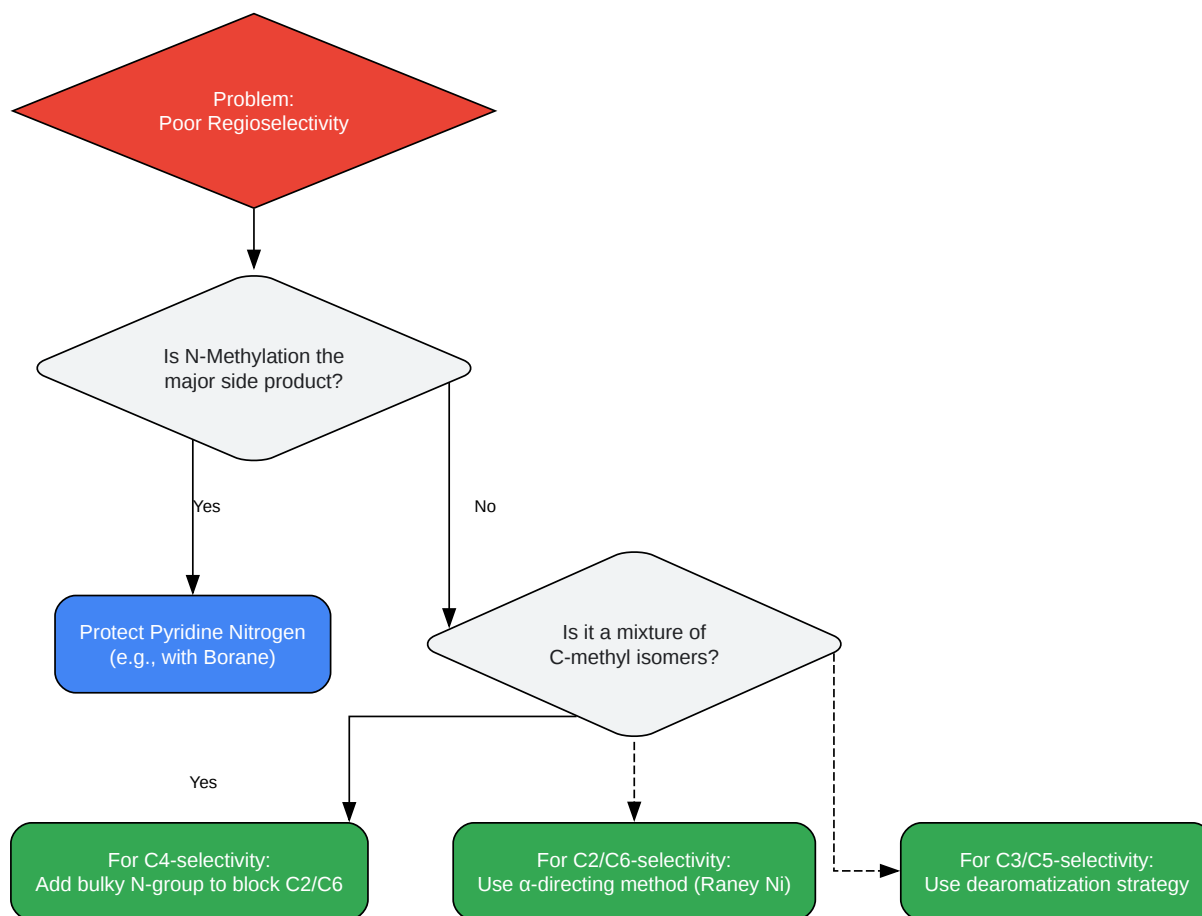 Problem:
Poor Regioselectivity
Is N-Methylation the
major side product?
Yes
No
Protect Pyridine Nitrogen
(e.g., with Borane)
Is it a mixture of
C-methyl isomers?
Yes
For C4-selectivity:
Add bulky N-group to block C2/C6
For C2/C6-selectivity:
Use α-directing method (Raney Ni)
For C3/C5-selectivity:
Use dearomatization strategy